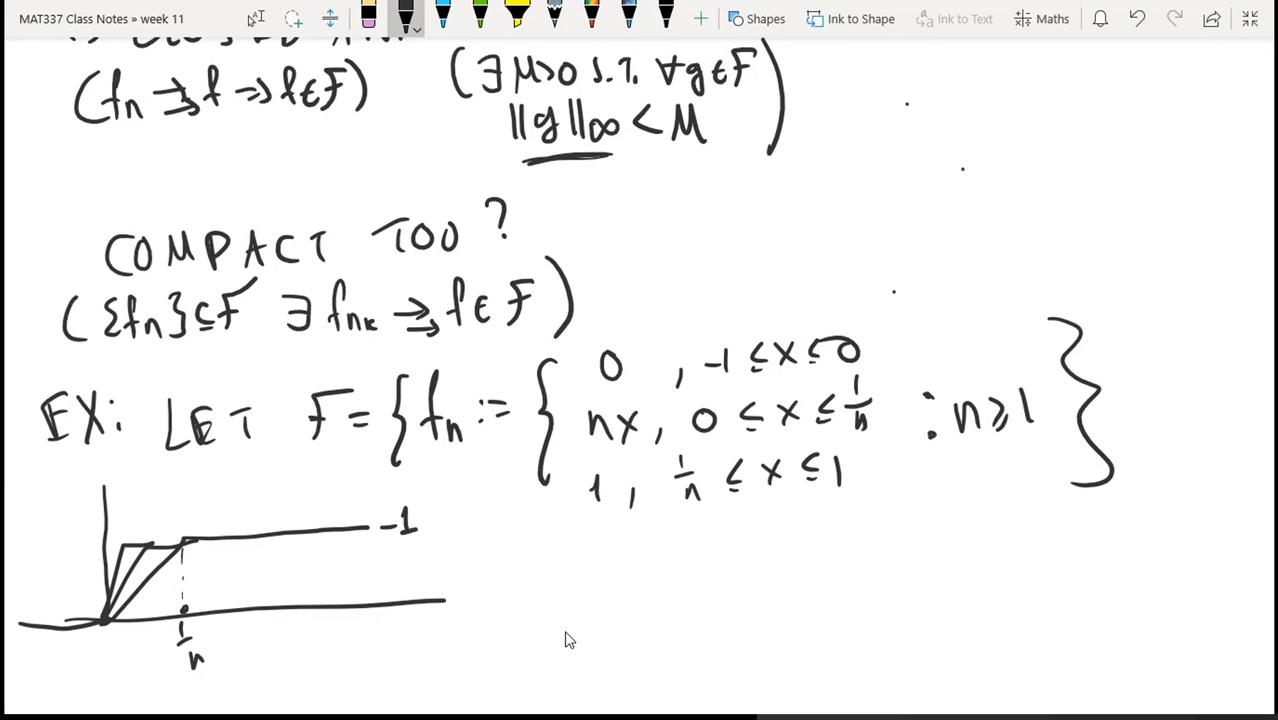 MAT337 Class Notes » week 11
Shapes
Ink to Shape
Ink to Text
Maths
(fn ⇉ f => f∈F)
(∃ M>0 S.T. ∀g∈F
‖g‖∞ < M)
COMPACT TOO?
({fn}⊆F ∃ fnₖ ⇉ f∈F)
EX: LET F = { fn := { 0 , -1 ≤ x ≤ 0
nx, 0 ≤ x ≤ 1/n
1, 1/n ≤ x ≤ 1
: n ≥ 1 }
-1
1/n